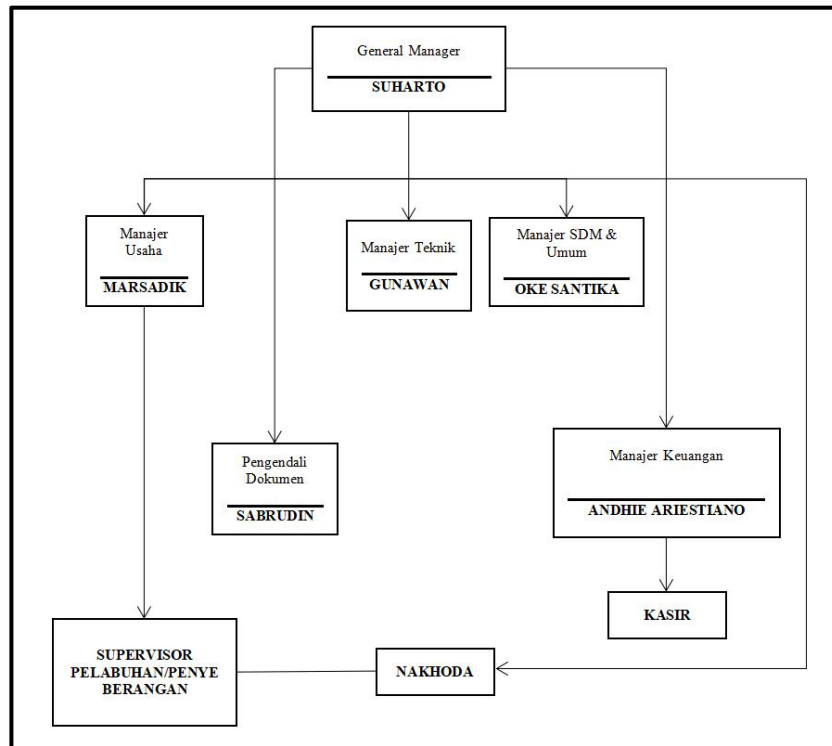 General Manager
SUHARTO
Manajer
Usaha
MARSADIK
Manajer Teknik
GUNAWAN
Manajer SDM &
Umum
OKE SANTIKA
Pengendali
Dokumen
SABRUDIN
Manajer Keuangan
ANDHIE ARIESTIANO
KASIR
SUPERVISOR
PELABUHAN/PENYE
BERANGAN
NAKHODA